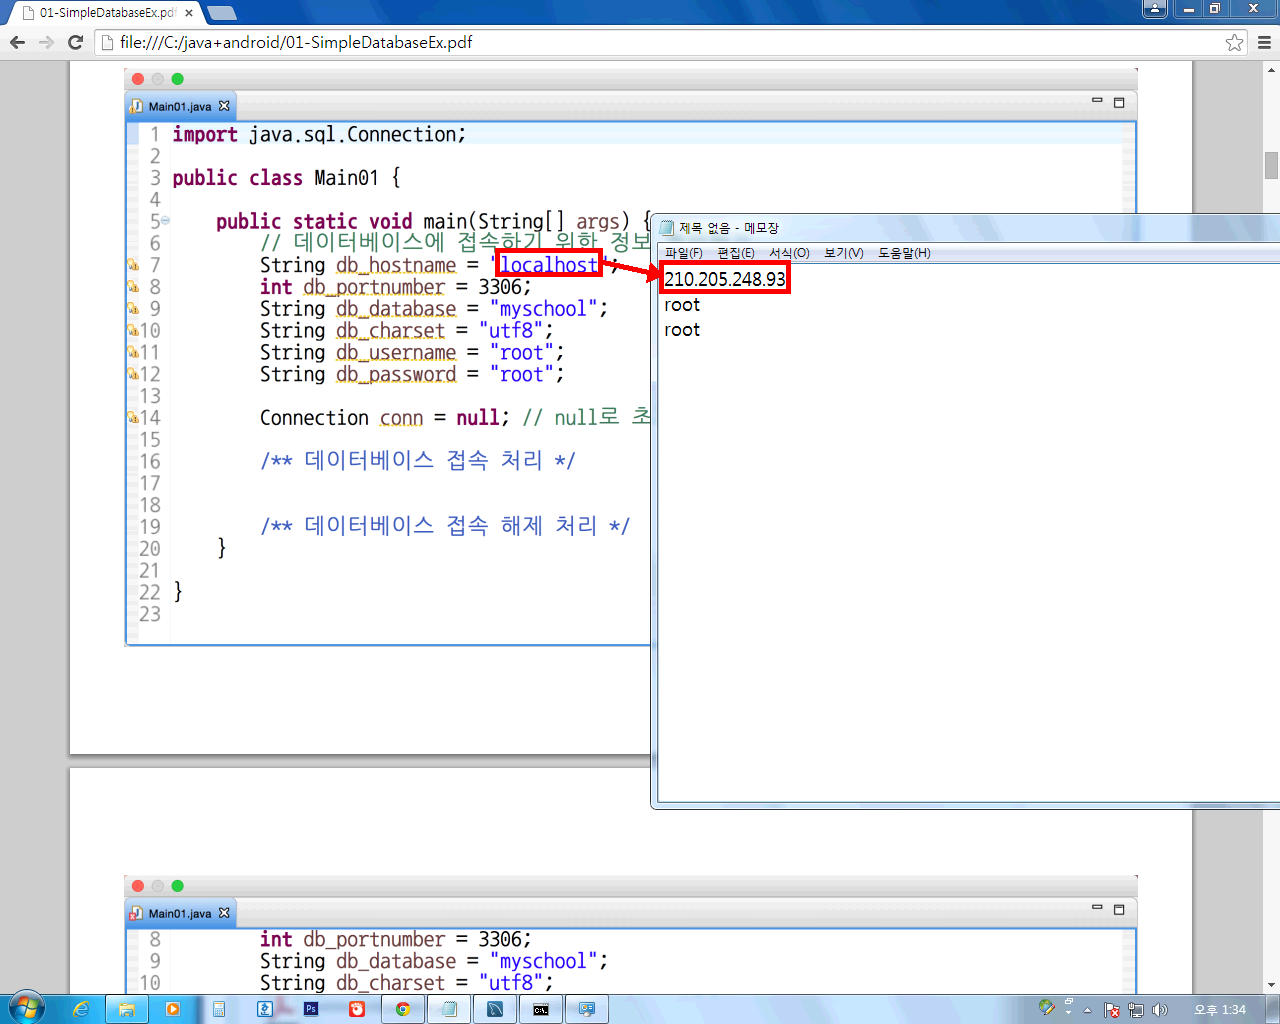 01-SimpleDatabaseEx.pdf
file:///C:/java+android/01-SimpleDatabaseEx.pdf
Main01.java
1 import java.sql.Connection;
2
3 public class Main01 {
4
5 public static void main(String[] args) {
6 // 데이터베이스에 접속하기 위한 정보
7 String db_hostname = "localhost";
8 int db_portnumber = 3306;
9 String db_database = "myschool";
10 String db_charset = "utf8";
11 String db_username = "root";
12 String db_password = "root";
13
14 Connection conn = null; // null로 초
15
16 /** 데이터베이스 접속 처리 */
17
18
19 /** 데이터베이스 접속 해제 처리 */
20 }
21
22 }
23
제목 없음 - 메모장
파일(F) 편집(E) 서식(O) 보기(V) 도움말(H)
210.205.248.93
root
root
Main01.java
8 int db_portnumber = 3306;
9 String db_database = "myschool";
10 String db_charset = "utf8";
오후 1:34